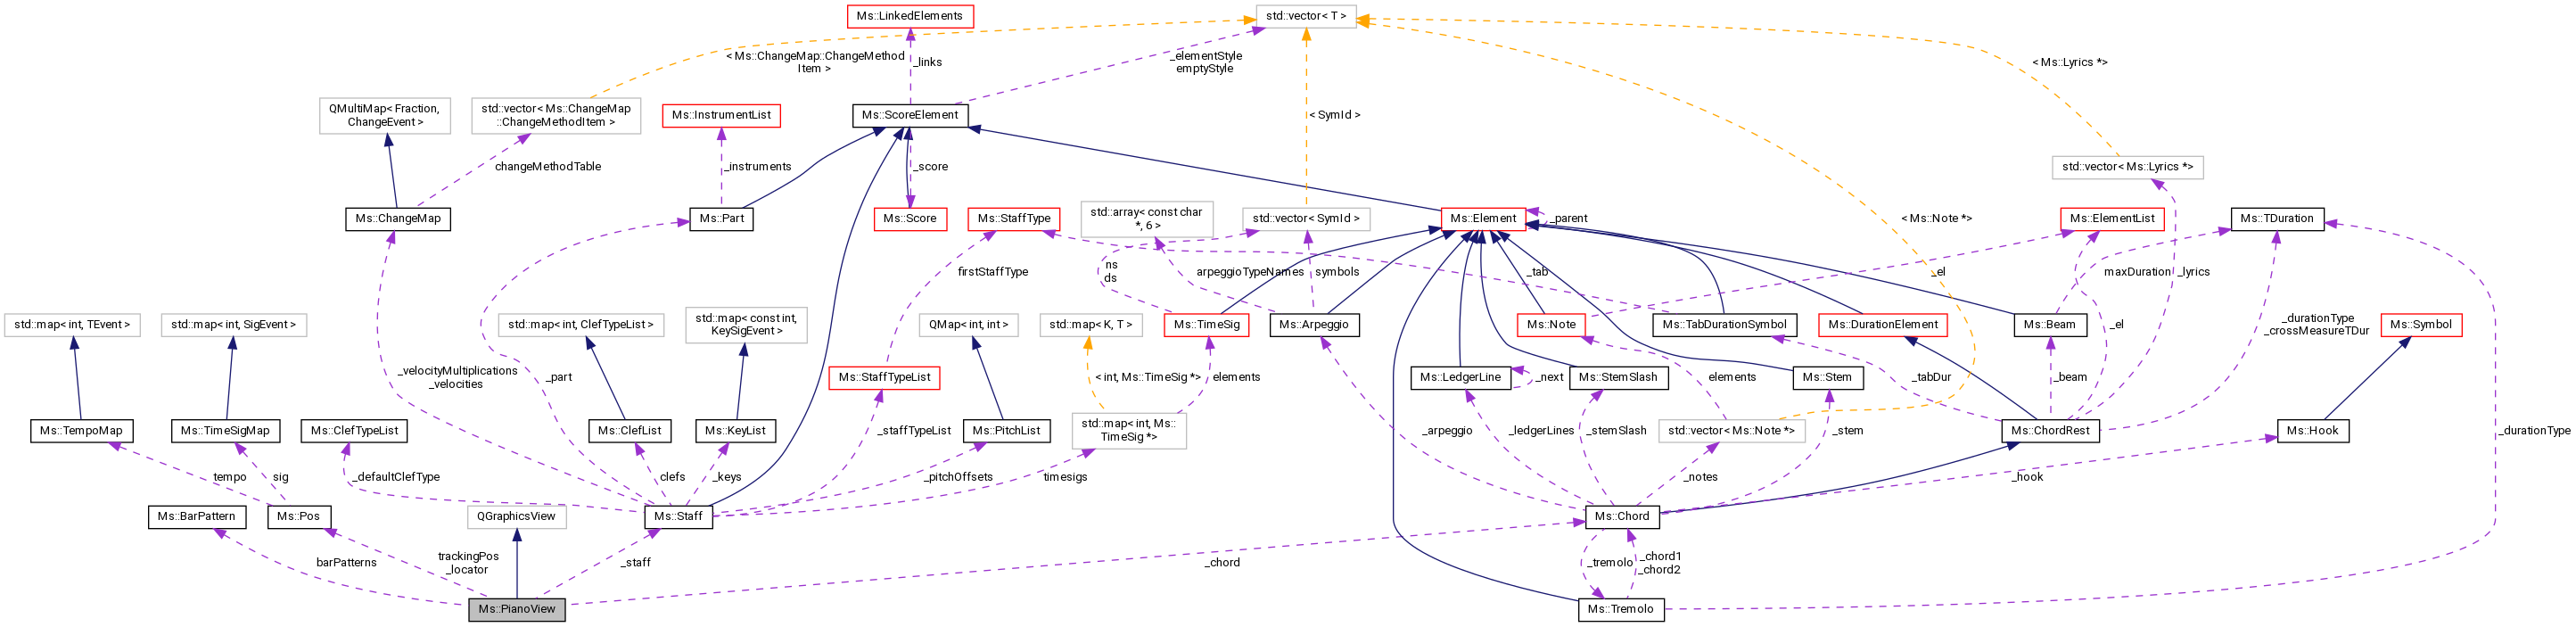 Ms::LinkedElements
std::vector< T >
< Ms::ChangeMap::ChangeMethod
Item >
_links
_elementStyle
emptyStyle
< Ms::Lyrics *>
QMultiMap< Fraction,
ChangeEvent >
std::vector< Ms::ChangeMap
::ChangeMethodItem >
Ms::InstrumentList
Ms::ScoreElement
< SymId >
changeMethodTable
_instruments
_score
std::vector< Ms::Lyrics *>
Ms::ChangeMap
Ms::Part
Ms::Score
Ms::StaffType
std::array< const char
*, 6 >
std::vector< SymId >
Ms::Element
_parent
< Ms::Note *>
Ms::ElementList
Ms::TDuration
firstStaffType
ns
ds
arpeggioTypeNames
symbols
_tab
_el
maxDuration
_lyrics
std::map< int, TEvent >
std::map< int, SigEvent >
std::map< int, ClefTypeList >
std::map< const int,
KeySigEvent >
QMap< int, int >
std::map< K, T >
Ms::TimeSig
Ms::Arpeggio
Ms::Note
Ms::TabDurationSymbol
Ms::DurationElement
Ms::Beam
_el
_durationType
_crossMeasureTDur
Ms::Symbol
_velocityMultiplications
_velocities
_part
Ms::StaffTypeList
< int, Ms::TimeSig *>
elements
Ms::LedgerLine
_next
Ms::StemSlash
Ms::Stem
elements
_tabDur
_beam
Ms::TempoMap
Ms::TimeSigMap
Ms::ClefTypeList
Ms::ClefList
Ms::KeyList
_staffTypeList
Ms::PitchList
std::map< int, Ms::
TimeSig *>
_arpeggio
_ledgerLines
_stemSlash
std::vector< Ms::Note *>
_stem
Ms::ChordRest
Ms::Hook
_durationType
tempo
sig
_defaultClefType
clefs
_keys
_pitchOffsets
timesigs
_notes
_hook
Ms::BarPattern
Ms::Pos
QGraphicsView
Ms::Staff
Ms::Chord
barPatterns
trackingPos
_locator
_staff
_chord
_tremolo
_chord1
_chord2
Ms::PianoView
Ms::Tremolo